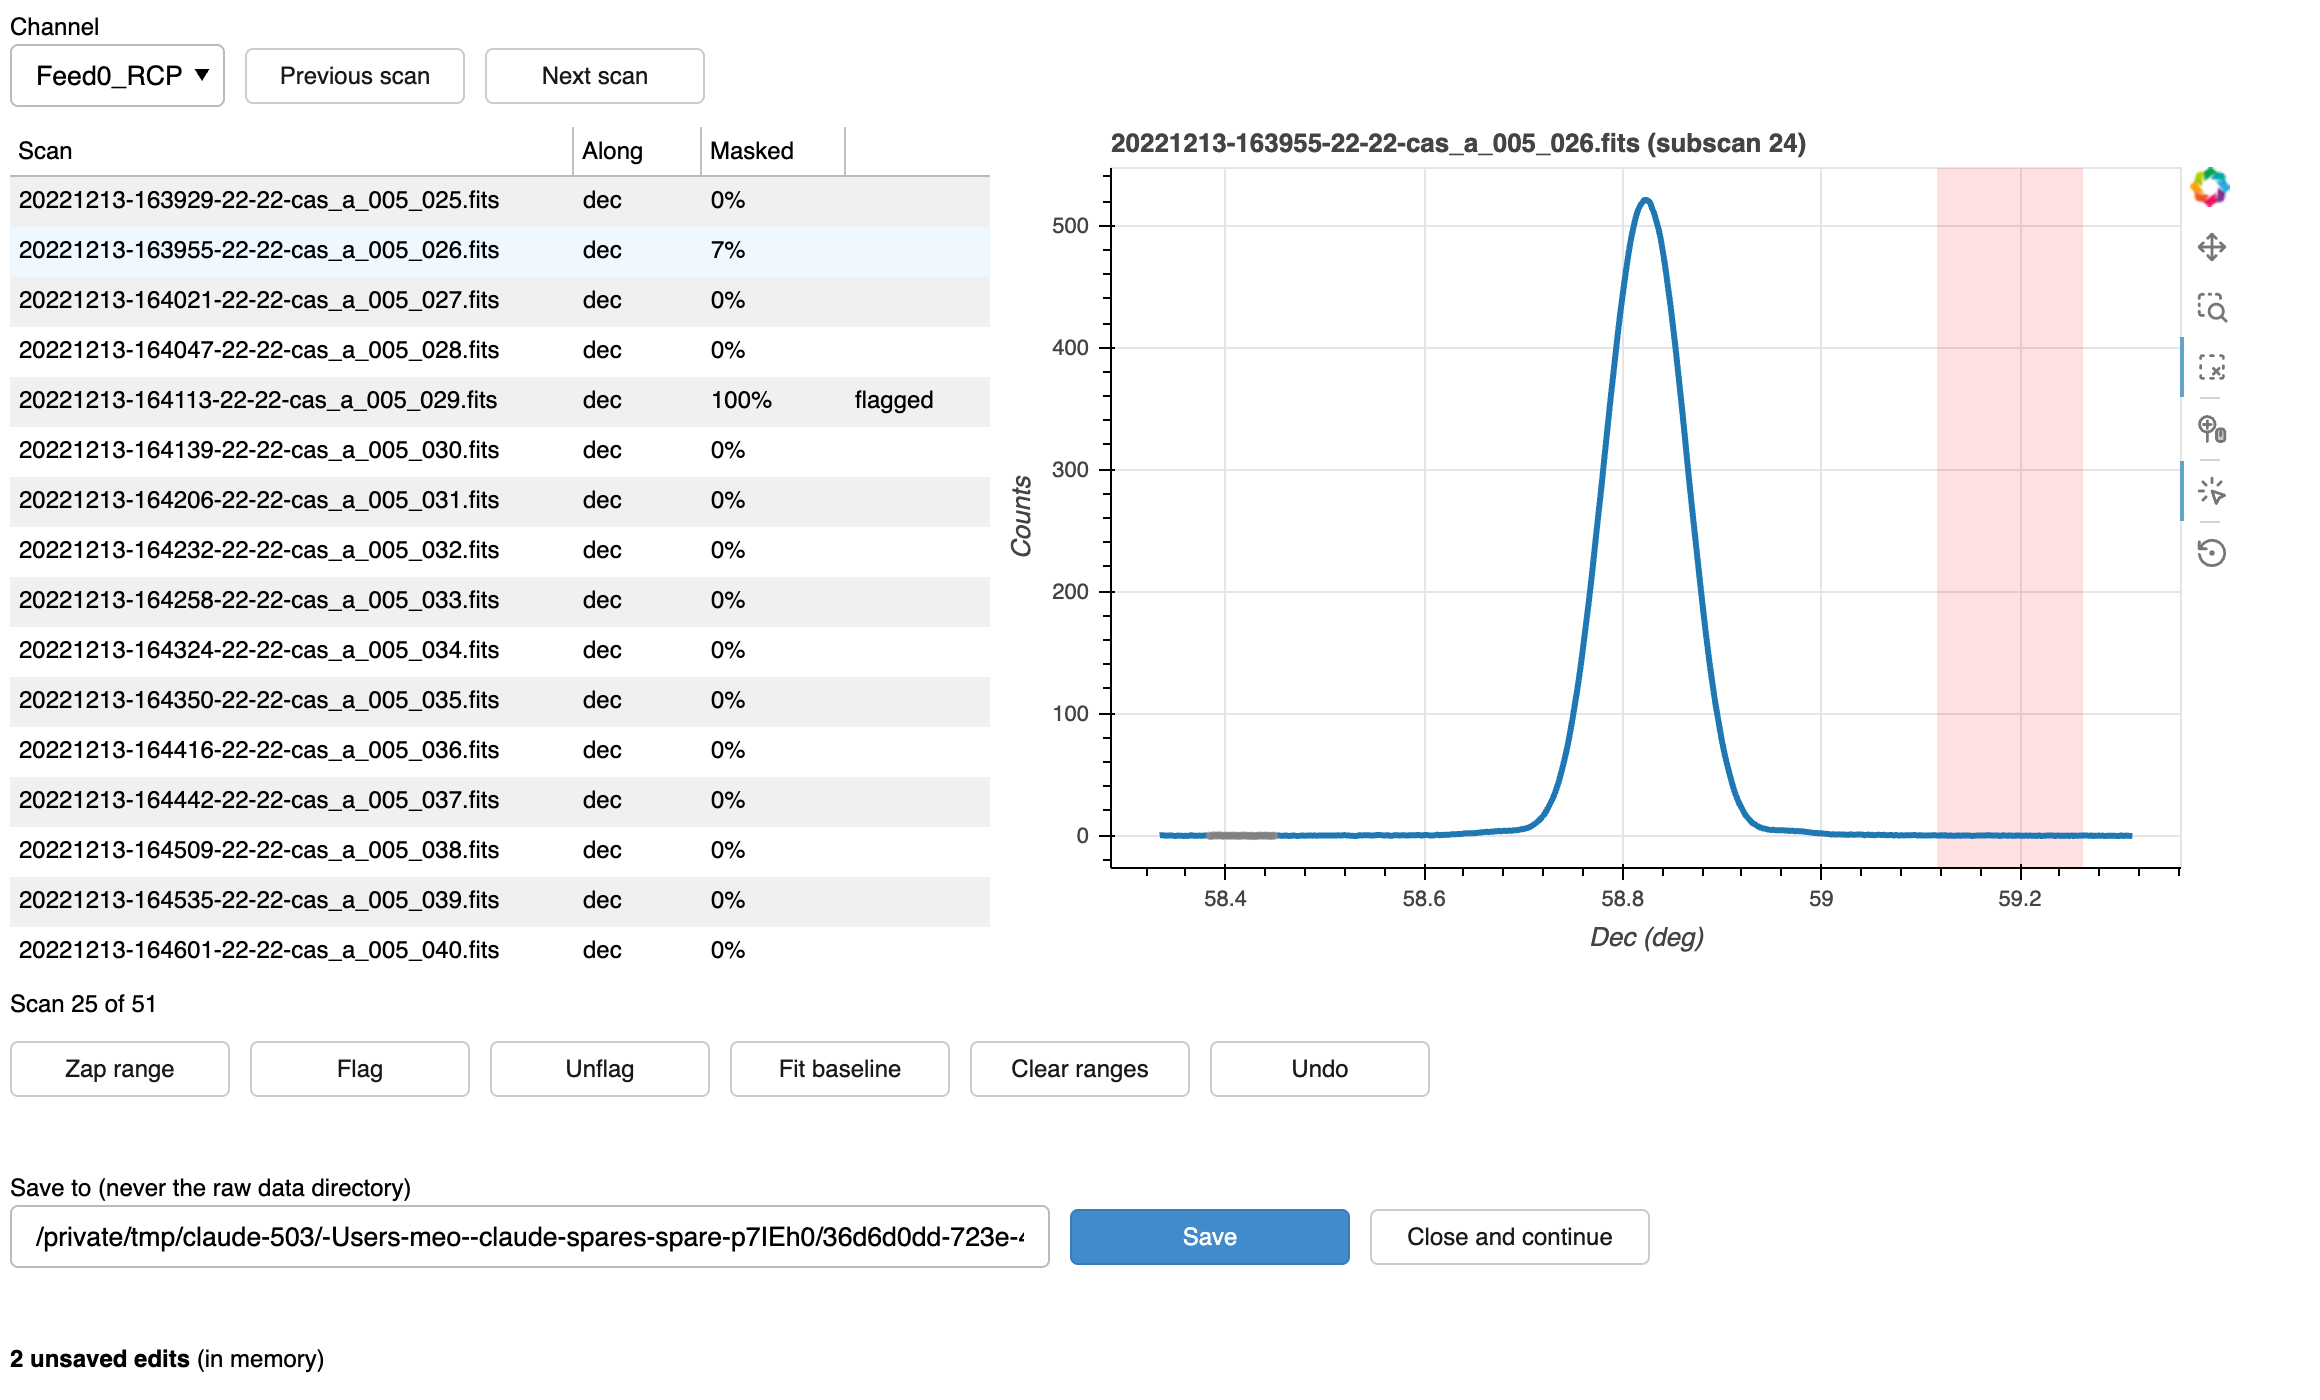 Channel
Feed0_RCP
Previous scan
Next scan
Scan Along Masked
20221213-163929-22-22-cas_a_005_025.fits dec 0%
20221213-163955-22-22-cas_a_005_026.fits dec 7%
20221213-164021-22-22-cas_a_005_027.fits dec 0%
20221213-164047-22-22-cas_a_005_028.fits dec 0%
20221213-164113-22-22-cas_a_005_029.fits dec 100% flagged
20221213-164139-22-22-cas_a_005_030.fits dec 0%
20221213-164206-22-22-cas_a_005_031.fits dec 0%
20221213-164232-22-22-cas_a_005_032.fits dec 0%
20221213-164258-22-22-cas_a_005_033.fits dec 0%
20221213-164324-22-22-cas_a_005_034.fits dec 0%
20221213-164350-22-22-cas_a_005_035.fits dec 0%
20221213-164416-22-22-cas_a_005_036.fits dec 0%
20221213-164442-22-22-cas_a_005_037.fits dec 0%
20221213-164509-22-22-cas_a_005_038.fits dec 0%
20221213-164535-22-22-cas_a_005_039.fits dec 0%
20221213-164601-22-22-cas_a_005_040.fits dec 0%
20221213-163955-22-22-cas_a_005_026.fits (subscan 24)
Counts
500
400
300
200
100
0
58.4 58.6 58.8 59 59.2
Dec (deg)
Scan 25 of 51
Zap range
Flag
Unflag
Fit baseline
Clear ranges
Undo
Save to (never the raw data directory)
/private/tmp/claude-503/-Users-meo--claude-spares-spare-p7IEh0/36d6d0dd-723e-
Save
Close and continue
2 unsaved edits (in memory)